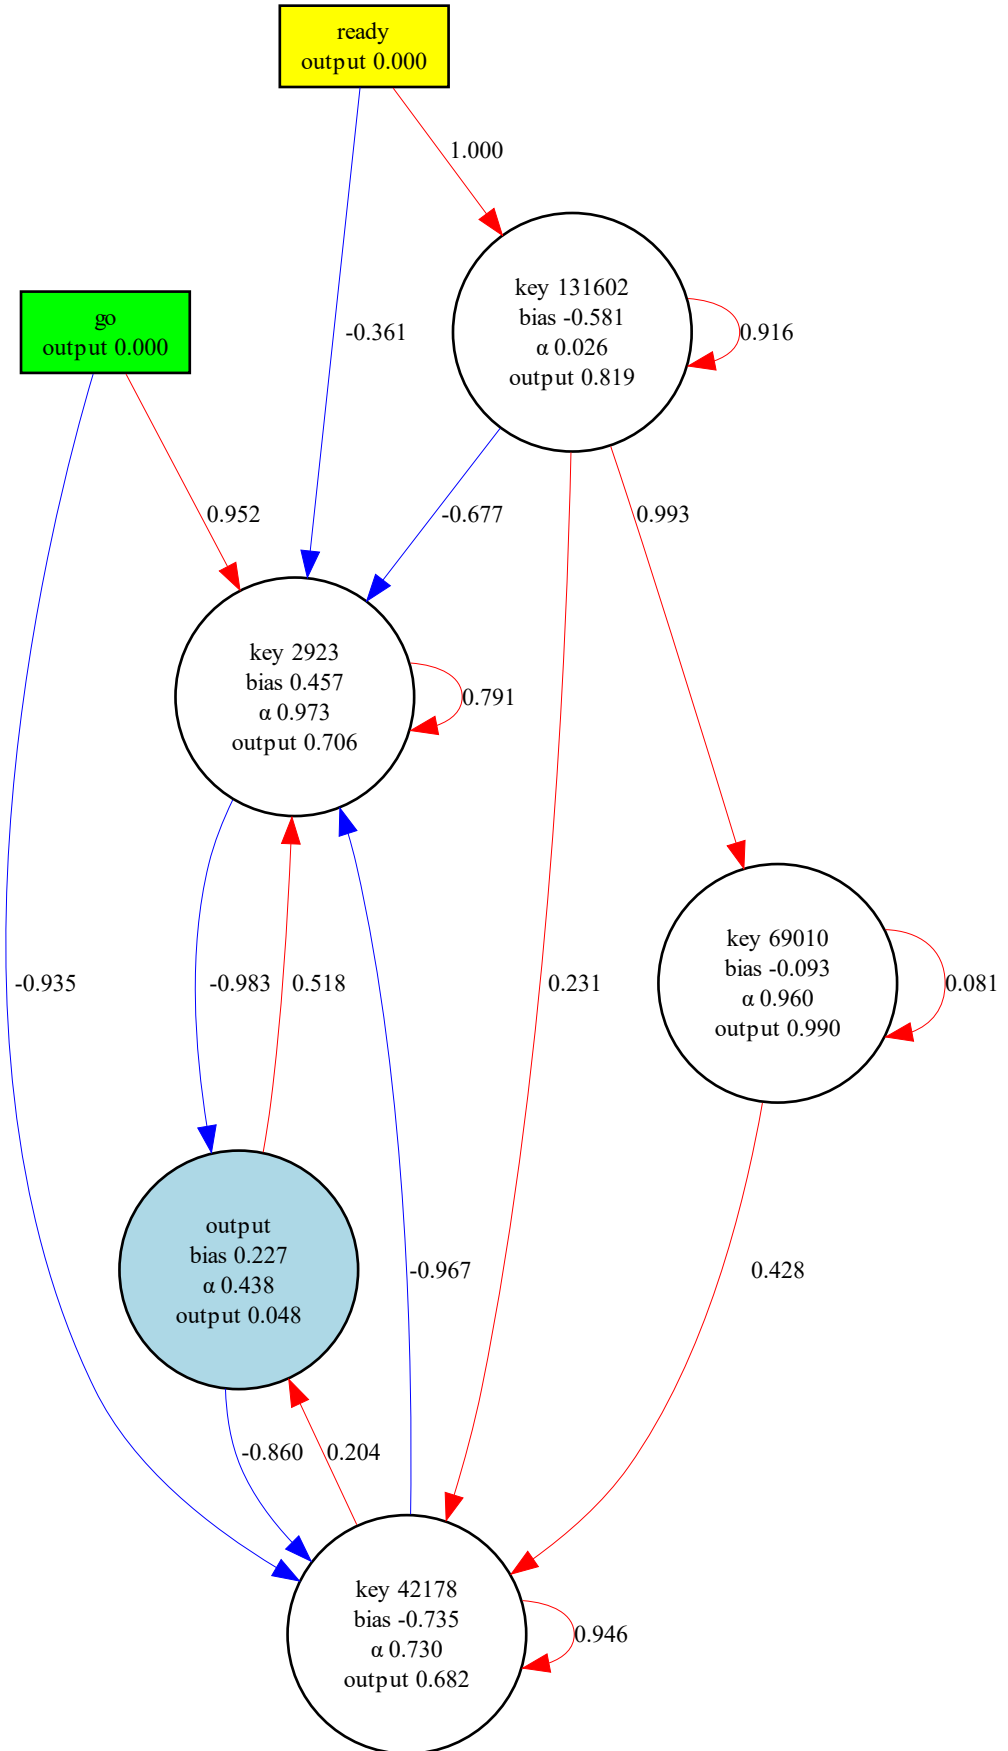 ready
output 0.000
1.000
go
output 0.000
-0.361
key 131602
bias -0.581
α 0.026
output 0.819
0.916
0.952
-0.677
0.993
key 2923
bias 0.457
α 0.973
output 0.706
0.791
-0.935
-0.983
0.518
0.231
key 69010
bias -0.093
α 0.960
output 0.990
0.081
output
bias 0.227
α 0.438
output 0.048
-0.967
0.428
-0.860
0.204
key 42178
bias -0.735
α 0.730
output 0.682
0.946